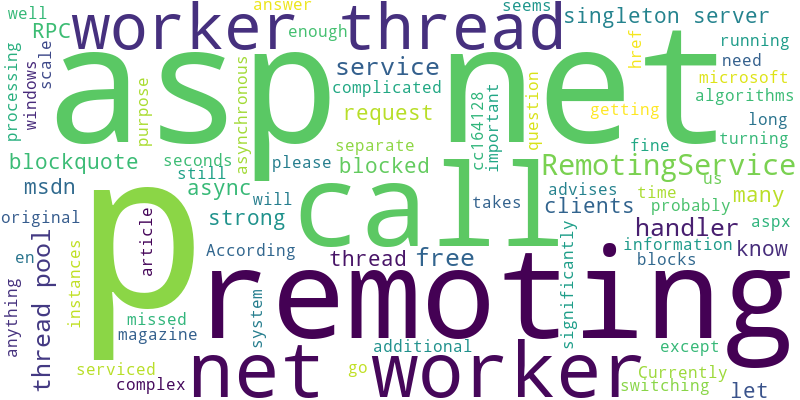 answer
seems
well
worker thread
singleton server
RPC
enough
href
running
processing
windows
scale
asp net
service
complicated
need
microsoft
purpose
asynchronous
request
cc164128
important
question
getting
algorithms
long
turning
separate
fine
blockquote
seconds
please
blocked
RemotingService
still
call
us
msdn
async
will
takes
advises
time
many
clients
probably
original
p
article
strong
significantly
handler
aspx
According
information
en
thread pool
thread
free
blocks
know
instances
remoting
anything
missed
system
magazine
additional
go
except
serviced
net worker
Currently
complex
switching
let